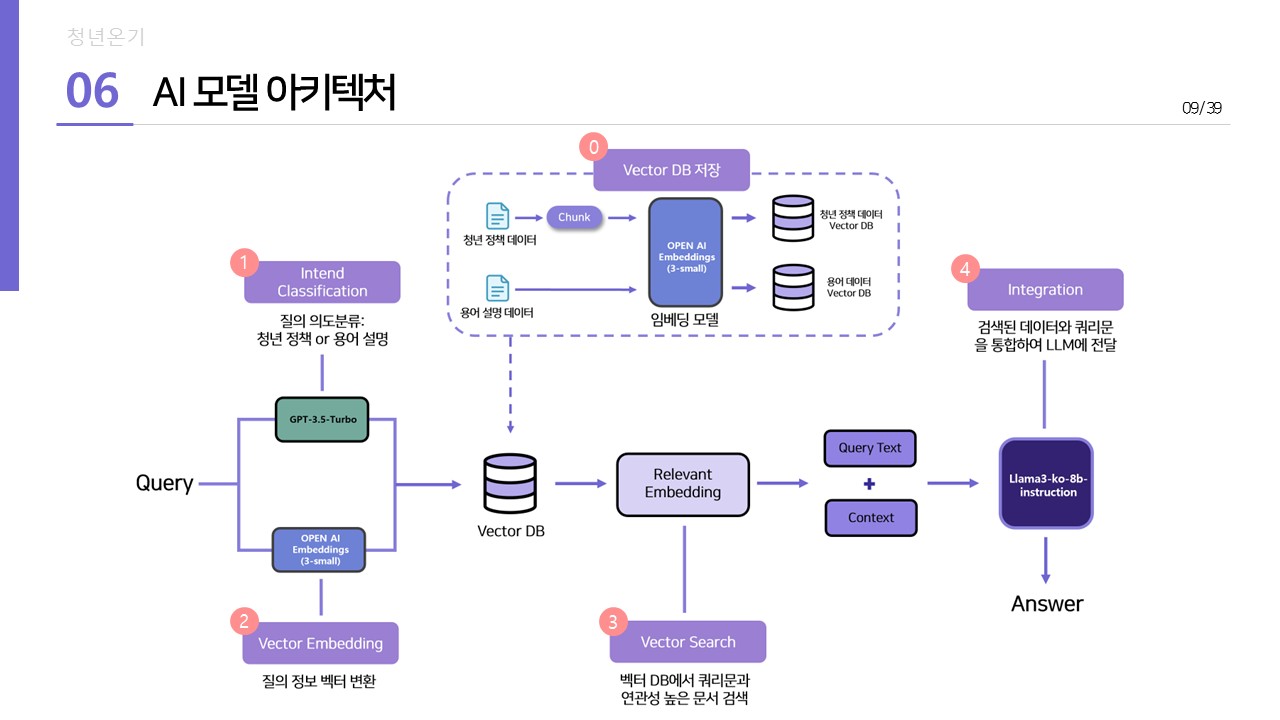 청년온기
06 AI 모델 아키텍처
09/39
0
Vector DB 저장
Chunk
청년 정책 데이터
OPEN AI
Embeddings
(3-small)
청년 정책 데이터
Vector DB
용어 설명 데이터
임베딩 모델
용어 데이터
Vector DB
1
Intend
Classification
질의 의도분류:
청년 정책 or 용어 설명
4
Integration
검색된 데이터와 쿼리문
을 통합하여 LLM에 전달
GPT-3.5-Turbo
Query
OPEN AI
Embeddings
(3-small)
Vector DB
Relevant
Embedding
Query Text
+
Context
Llama3-ko-8b-
instruction
Answer
2
Vector Embedding
질의 정보 벡터 변환
3
Vector Search
벡터 DB에서 쿼리문과
연관성 높은 문서 검색